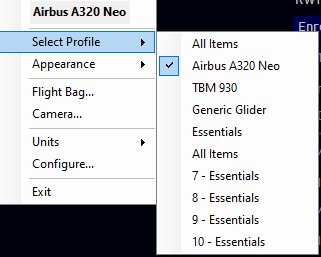 Airbus A320 Neo
Select Profile
Appearance
Flight Bag...
Camera...
Units
Configure...
Exit
All Items
Airbus A320 Neo
TBM 930
Generic Glider
Essentials
All Items
7 - Essentials
8 - Essentials
9 - Essentials
10 - Essentials
Enro